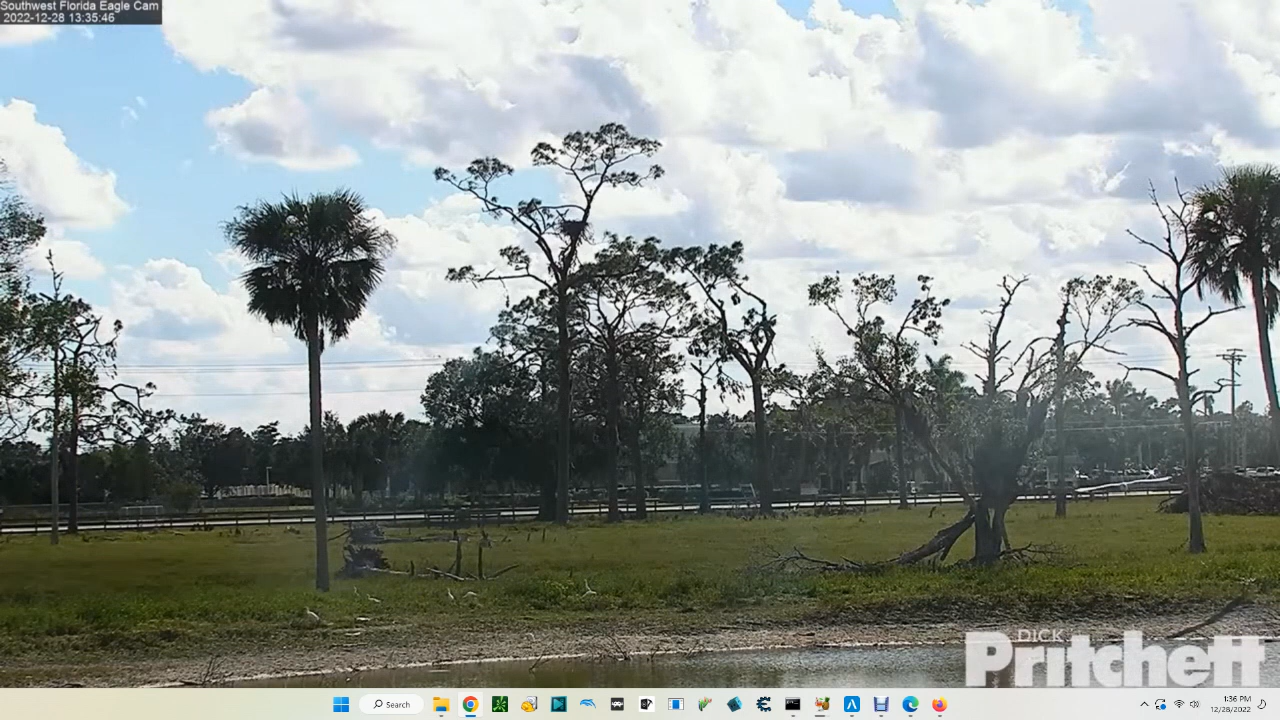 Southwest Florida Eagle Cam
2022-12-28 13:35:46
DICK
Pritchett
Search
1:36 PM
12/28/2022